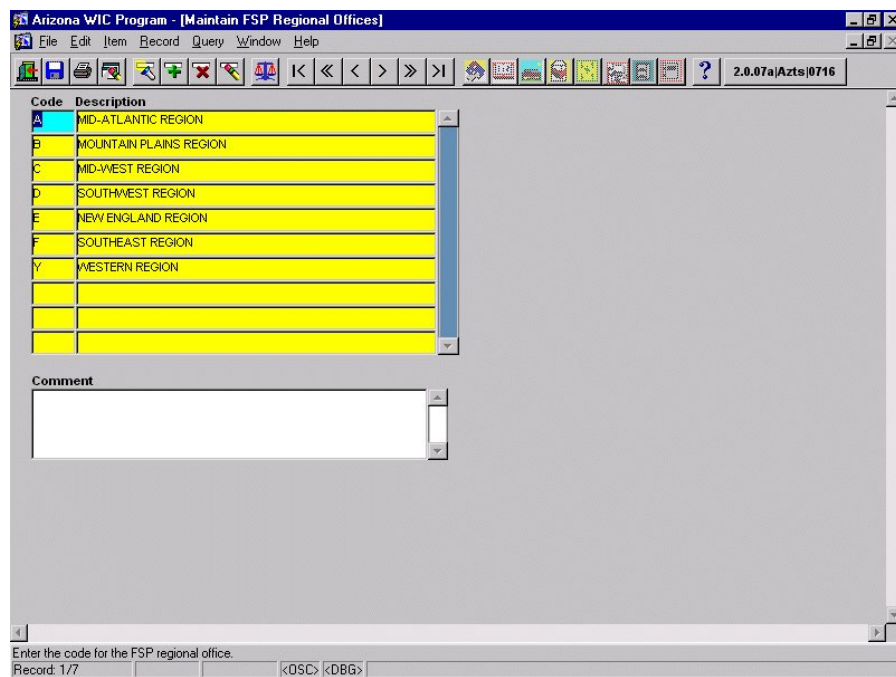 Arizona WIC Program - [Maintain FSP Regional Offices]
File Edit Item Record Query Window Help
2.0.07a|Azts|0716
Code Description
A MID-ATLANTIC REGION
B MOUNTAIN PLAINS REGION
C MID-WEST REGION
D SOUTHWEST REGION
E NEW ENGLAND REGION
F SOUTHEAST REGION
Y WESTERN REGION
Comment
Enter the code for the FSP regional office.
Record: 1/7 <OSC> <DBG>